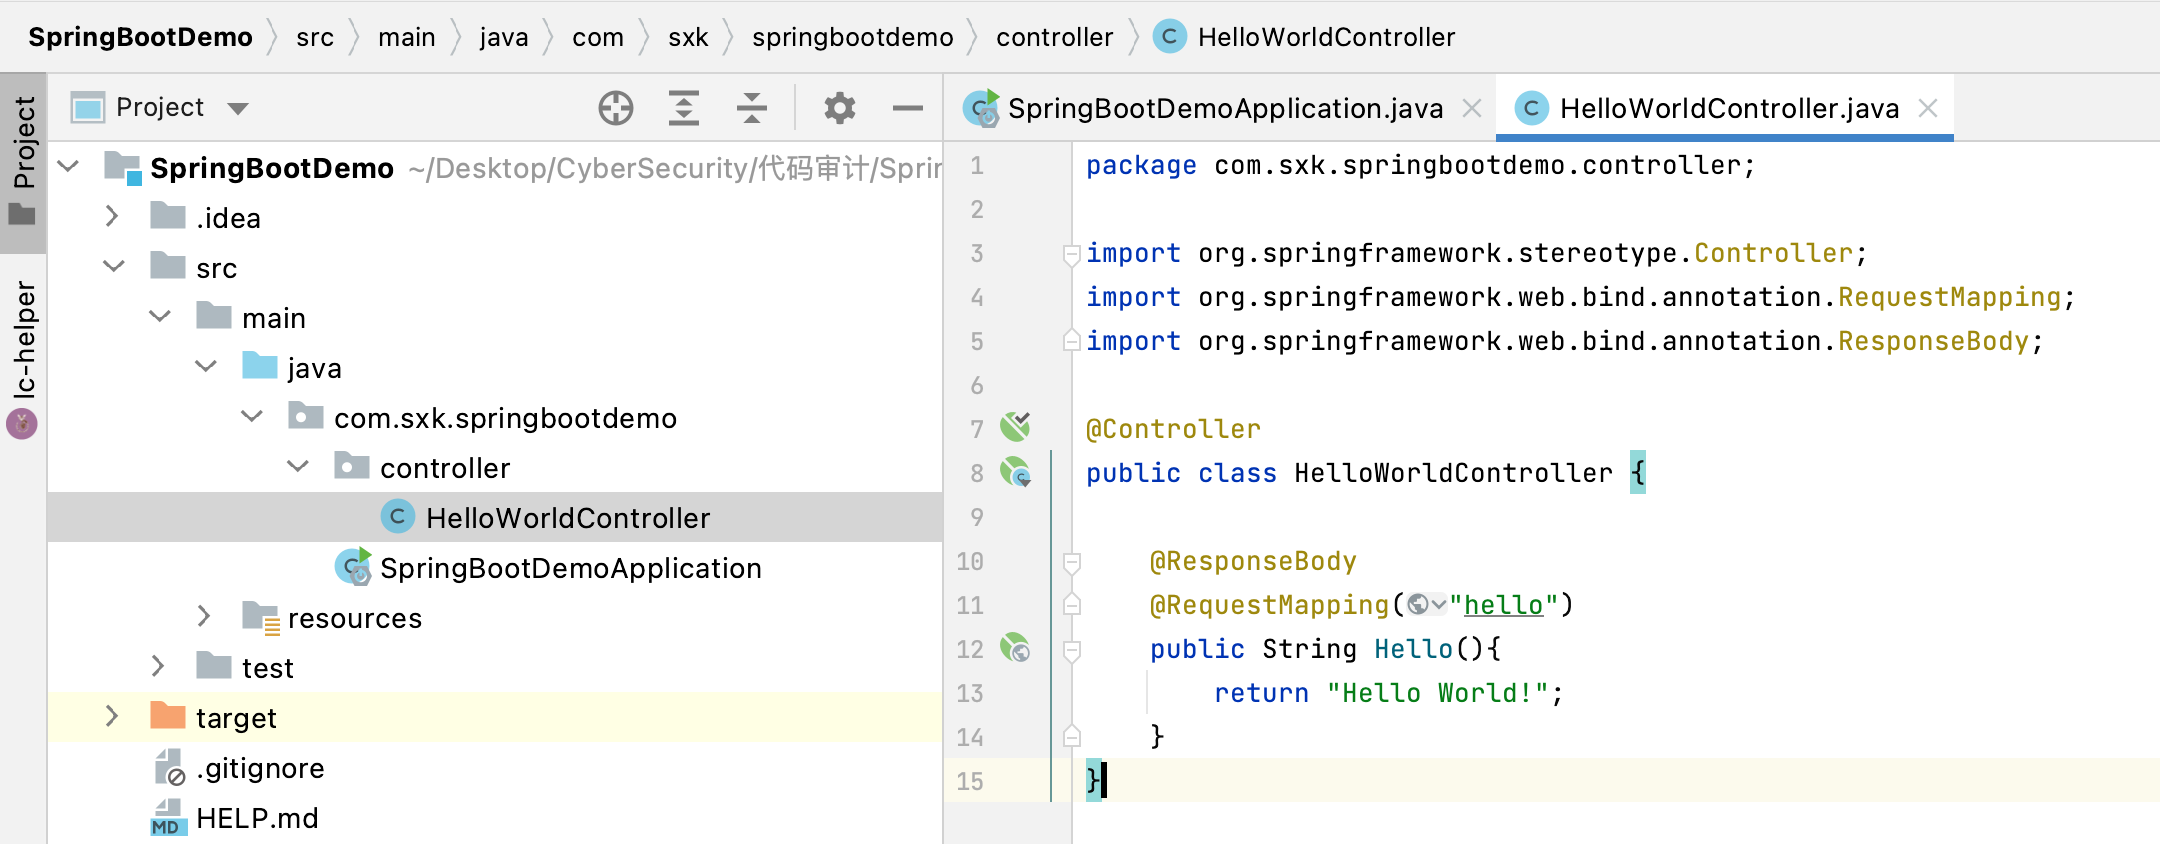 SpringBootDemo src main java com sxk springbootdemo controller HelloWorldController
Project
lc-helper
Project
SpringBootDemo ~/Desktop/CyberSecurity/代码审计/Sprin
.idea
src
main
java
com.sxk.springbootdemo
controller
HelloWorldController
SpringBootDemoApplication
resources
test
target
.gitignore
HELP.md
SpringBootDemoApplication.java HelloWorldController.java
1 package com.sxk.springbootdemo.controller;
2
3 import org.springframework.stereotype.Controller;
4 import org.springframework.web.bind.annotation.RequestMapping;
5 import org.springframework.web.bind.annotation.ResponseBody;
6
7 @Controller
8 public class HelloWorldController {
9
10 @ResponseBody
11 @RequestMapping("hello")
12 public String Hello(){
13 return "Hello World!";
14 }
15 }